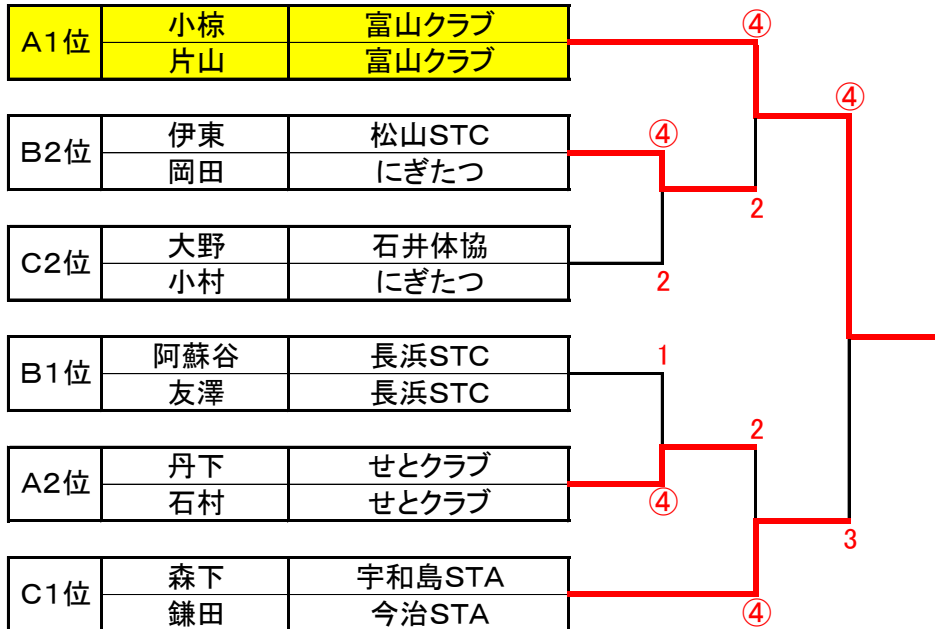 A1位 小椋 富山クラブ ④
片山 富山クラブ
④
B2位 伊東 松山STC ④
岡田 にぎたつ
2
C2位 大野 石井体協
小村 にぎたつ 2
B1位 阿蘇谷 長浜STC 1
友澤 長浜STC
2
A2位 丹下 せとクラブ
石村 せとクラブ ④
3
C1位 森下 宇和島STA
鎌田 今治STA ④